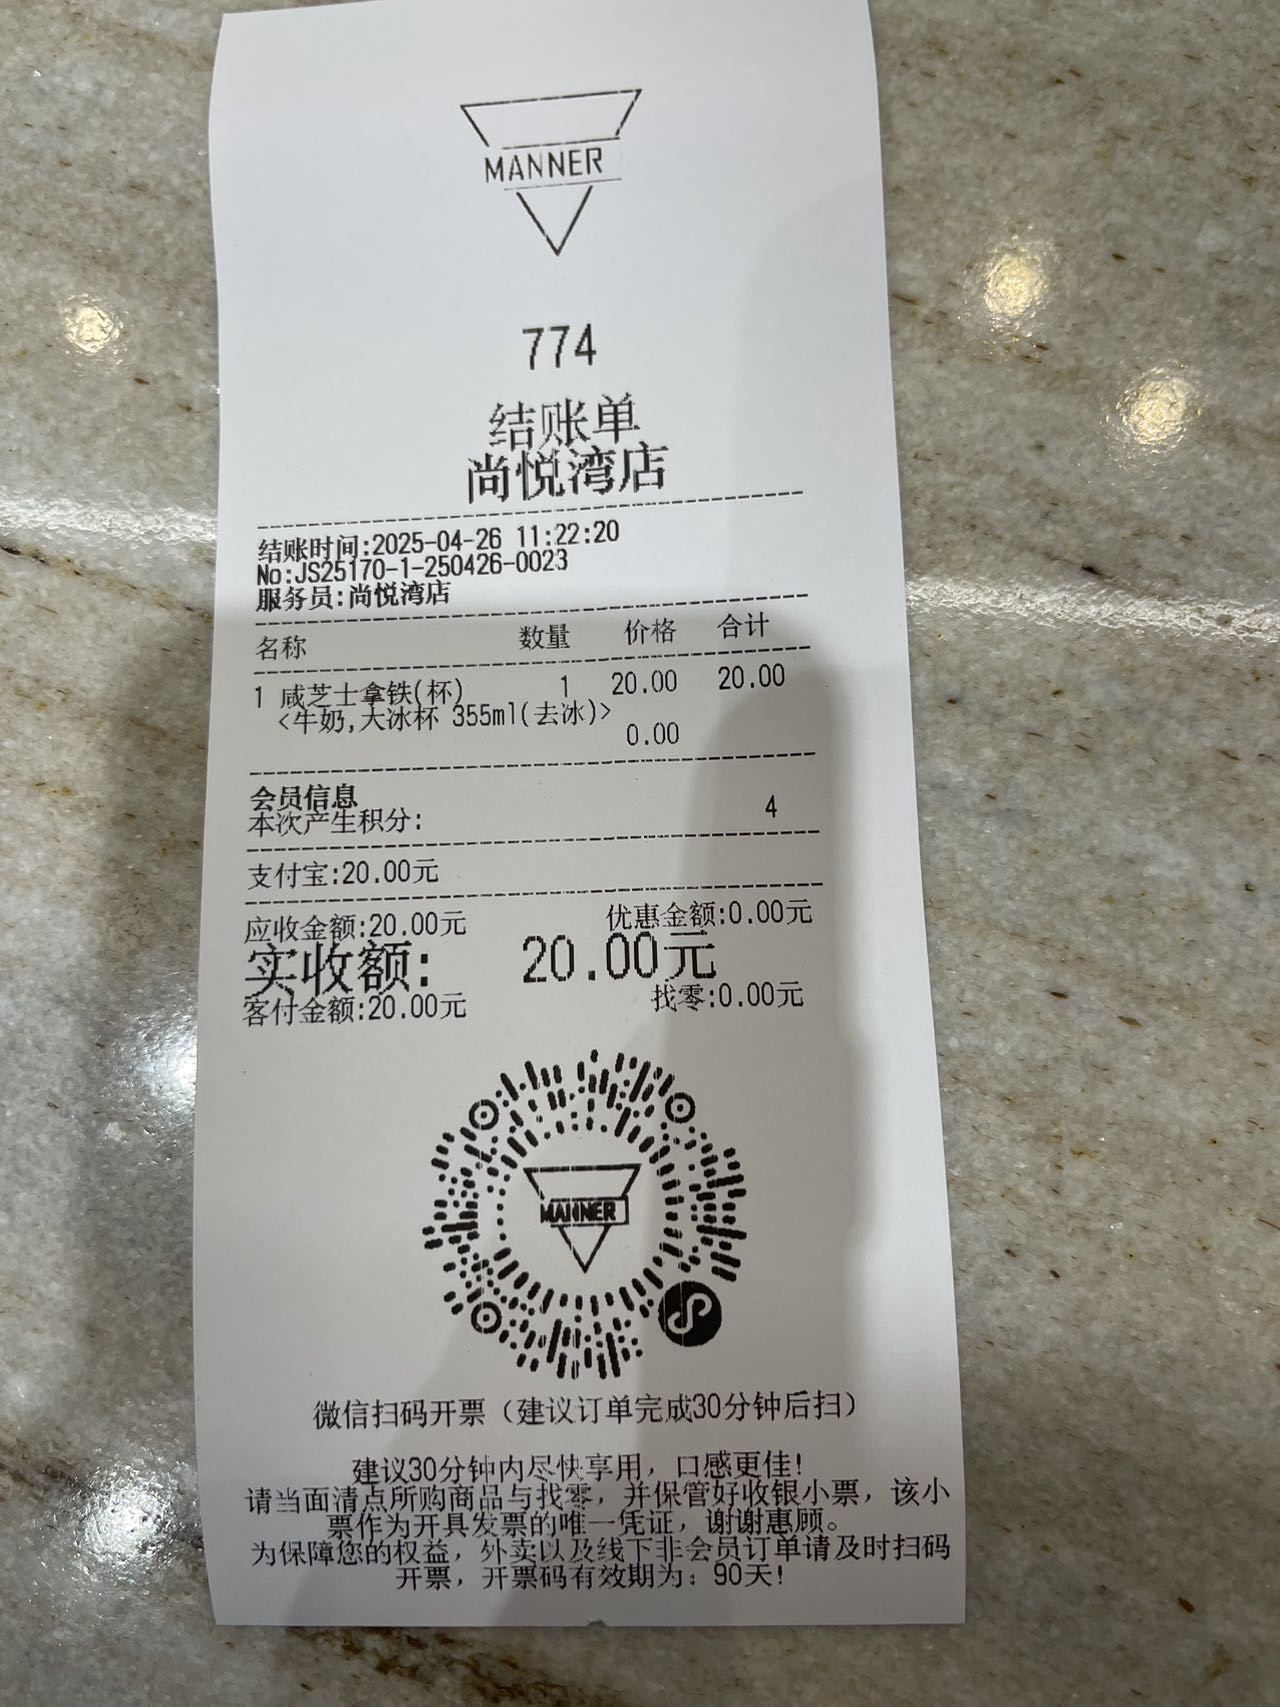 MANNER
774
结账单
尚悦湾店
结账时间:2025-04-26 11:22:20
No:JS25170-1-250426-0023
服务员:尚悦湾店
名称 数量 价格 合计
1 咸芝士拿铁(杯) 1 20.00 20.00
<牛奶,大冰杯 355ml(去冰)>
0.00
会员信息
本次产生积分: 4
支付宝:20.00元
应收金额:20.00元 优惠金额:0.00元
实收额: 20.00元
客付金额:20.00元 找零:0.00元
MANNER
微信扫码开票（建议订单完成30分钟后扫）
建议30分钟内尽快享用，口感更佳!
请当面清点所购商品与找零，并保管好收银小票，该小
票作为开具发票的唯一凭证，谢谢惠顾。
为保障您的权益，外卖以及线下非会员订单请及时扫码
开票，开票码有效期为：90天!